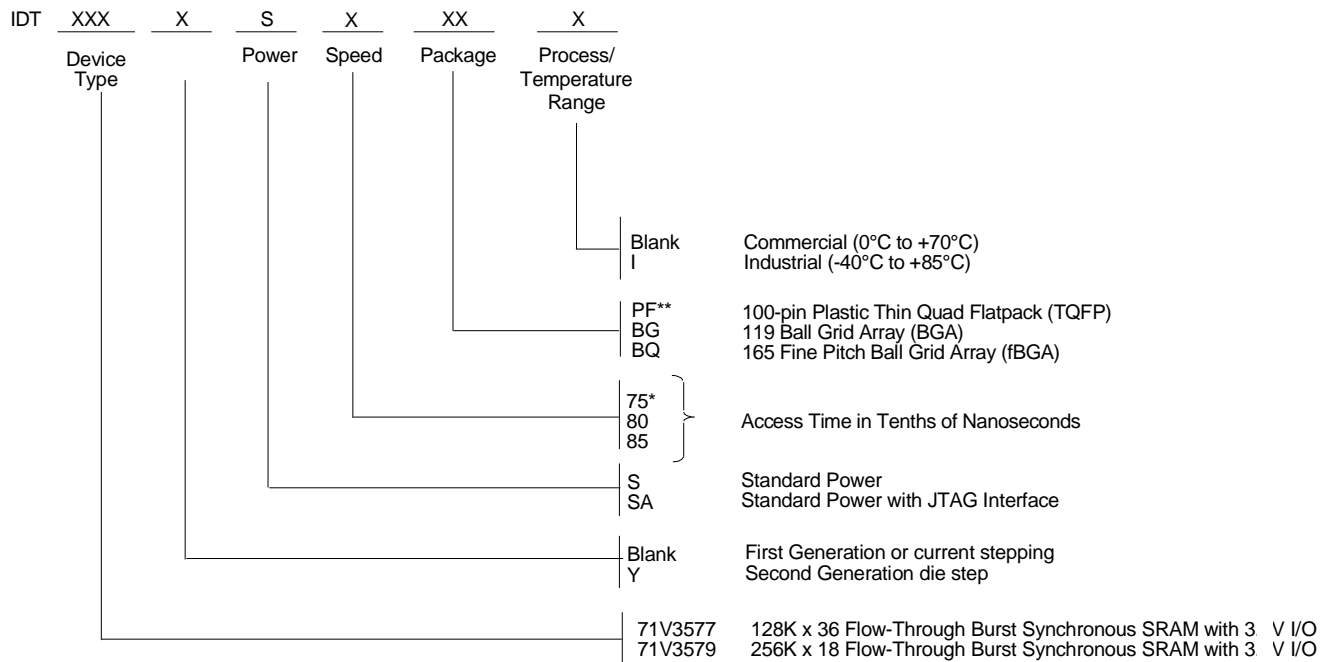 IDT XXX X S X XX X
Device Type Power Speed Package Process/ Temperature Range
Blank Commercial (0°C to +70°C)
I Industrial (-40°C to +85°C)
PF** 100-pin Plastic Thin Quad Flatpack (TQFP)
BG 119 Ball Grid Array (BGA)
BQ 165 Fine Pitch Ball Grid Array (fBGA)
75*
80 Access Time in Tenths of Nanoseconds
85
S Standard Power
SA Standard Power with JTAG Interface
Blank First Generation or current stepping
Y Second Generation die step
71V3577 128K x 36 Flow-Through Burst Synchronous SRAM with 3. V I/O
71V3579 256K x 18 Flow-Through Burst Synchronous SRAM with 3. V I/O